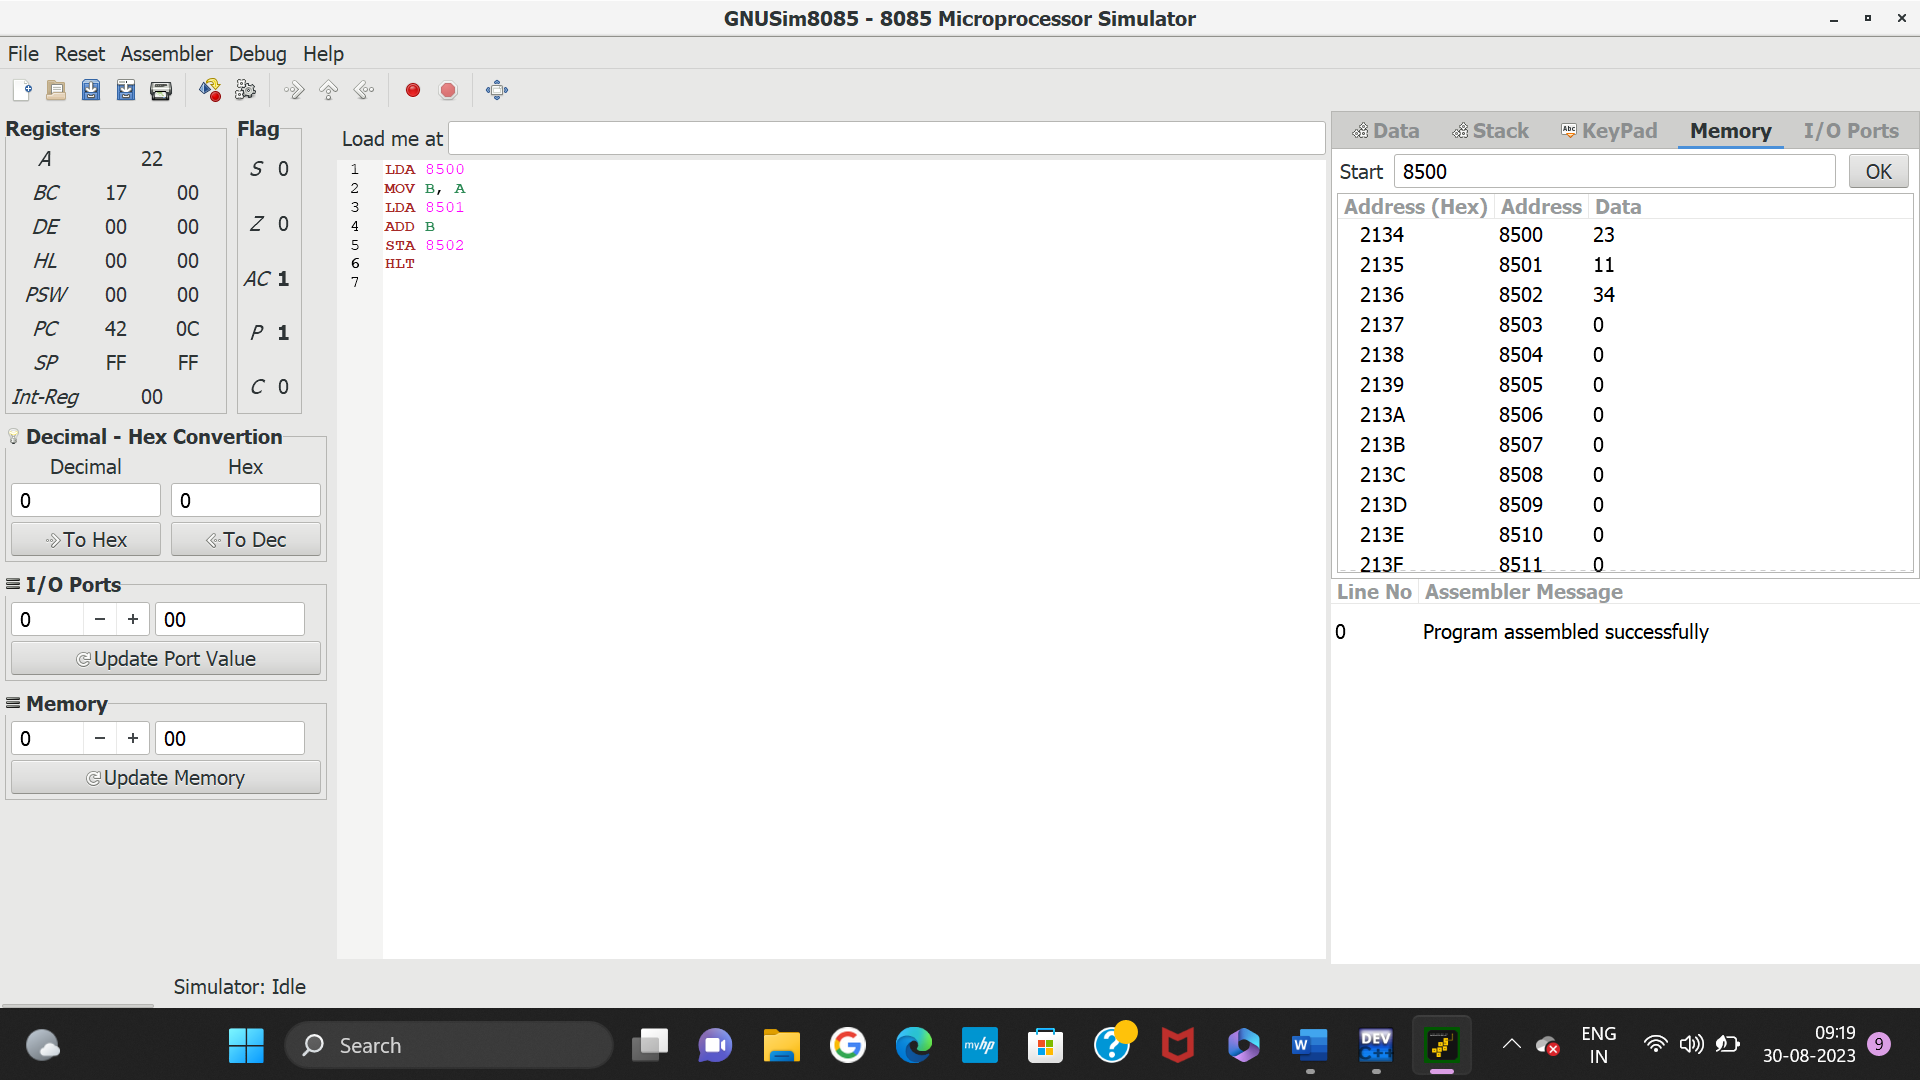 GNUSim8085 - 8085 Microprocessor Simulator
File Reset Assembler Debug Help
Registers
A 22
BC 17 00
DE 00 00
HL 00 00
PSW 00 00
PC 42 0C
SP FF FF
Int-Reg 00
Flag
S 0
Z 0
AC 1
P 1
C 0
Decimal - Hex Convertion
Decimal Hex
0 0
To Hex To Dec
I/O Ports
0 − + 00
Update Port Value
Memory
0 − + 00
Update Memory
Load me at
1 LDA 8500
2 MOV B, A
3 LDA 8501
4 ADD B
5 STA 8502
6 HLT
7
Data Stack Abc KeyPad Memory I/O Ports
Start 8500 OK
Address (Hex) Address Data
2134 8500 23
2135 8501 11
2136 8502 34
2137 8503 0
2138 8504 0
2139 8505 0
213A 8506 0
213B 8507 0
213C 8508 0
213D 8509 0
213E 8510 0
213F 8511 0
Line No Assembler Message
0 Program assembled successfully
Simulator: Idle
Search
myhp
W
DEV
C++
ENG
IN
09:19
30-08-2023
9